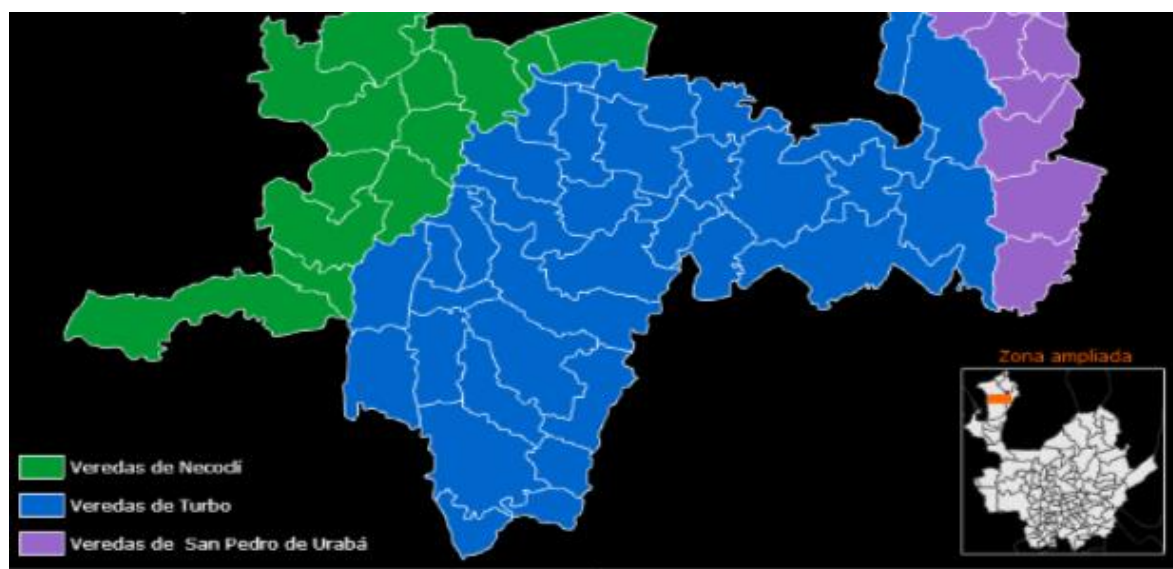 Zona ampliada
Veredas de Necoclí
Veredas de Turbo
Veredas de San Pedro de Urabá